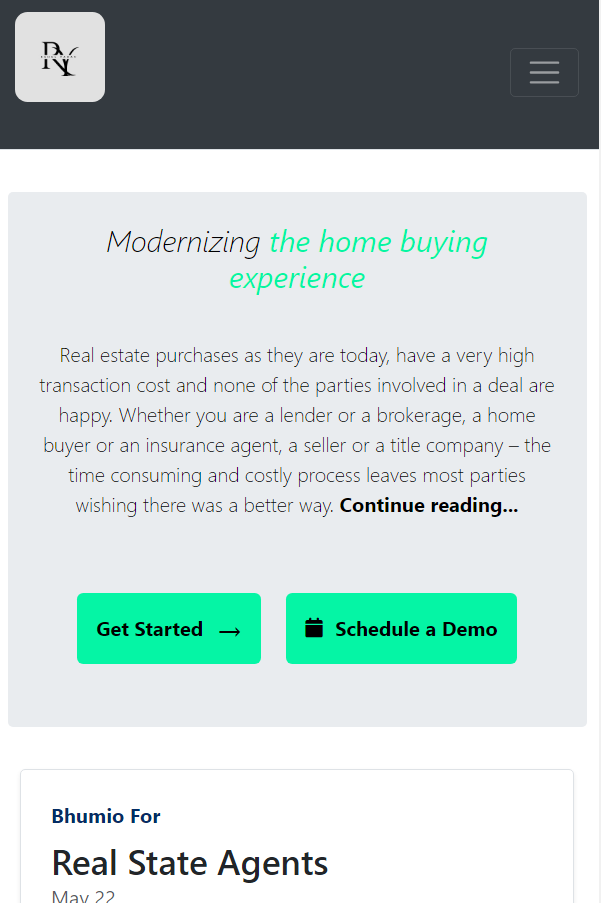 RY
Modernizing the home buying
experience
Real estate purchases as they are today, have a very high
transaction cost and none of the parties involved in a deal are
happy. Whether you are a lender or a brokerage, a home
buyer or an insurance agent, a seller or a title company – the
time consuming and costly process leaves most parties
wishing there was a better way. Continue reading...
Get Started →
Schedule a Demo
Bhumio For
Real State Agents
May 22